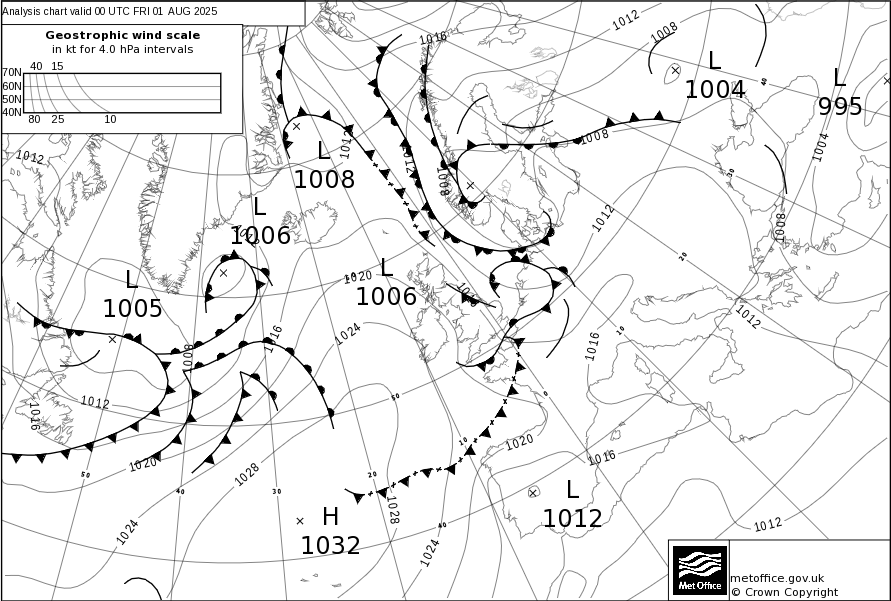 Analysis chart valid 00 UTC FRI 01 AUG 2025
Geostrophic wind scale
in kt for 4.0 hPa intervals
40 15
70N
60N
50N
40N
80 25 10
1016
1012
1008
L
1004
L
995
1012
1012
L
1008
1012
1008
1008
1004
L
1006
1012
1008
L
1005
L
1006
1020
1016
1024
1016
1012
1008
1016
1012
1020
1028
1020
1016
L
1012
H
1032
1028
1024
1024
1012
50
40
30
20
10
50
40
10
0
10
20
30
40
Met Office
metoffice.gov.uk
© Crown Copyright